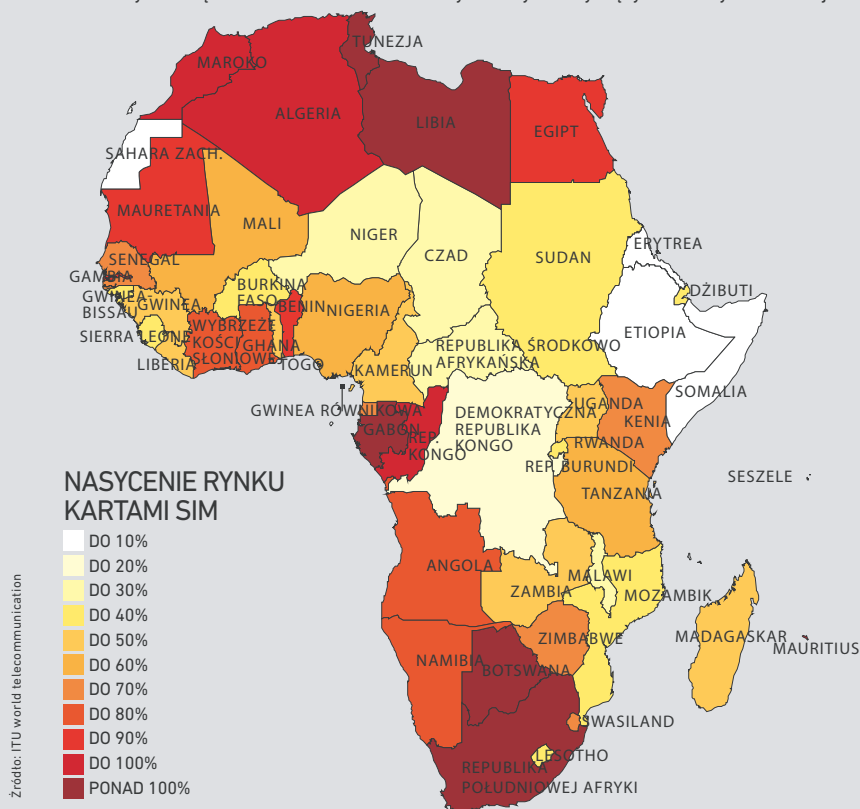 TUNEZJA
MAROKO
ALGERIA
LIBIA
EGIPT
SAHARA ZACH.
MAURETANIA
MALI
NIGER
CZAD
SUDAN
ERYTREA
SENEGAL
GAMBIA
GWINEA-
BISSAU
GWINEA
BURKINA
FASO
BENIN
NIGERIA
DŻIBUTI
ETIOPIA
SIERRA LEONE
WYBRZEŻE
KOŚCI
SŁONIOWEJ
GHANA
LIBERIA
TOGO
KAMERUN
REPUBLIKA ŚRODKOWO
AFRYKAŃSKA
SOMALIA
GWINEA RÓWNIKOWA
GABON
REP.
KONGO
DEMOKRATYCZNA
REPUBLIKA
KONGO
UGANDA
KENIA
RWANDA
REP. BURUNDI
TANZANIA
SESZELE
NASYCENIE RYNKU
KARTAMI SIM
DO 10%
DO 20%
DO 30%
DO 40%
DO 50%
DO 60%
DO 70%
DO 80%
DO 90%
DO 100%
PONAD 100%
ANGOLA
ZAMBIA
MALAWI
MOZAMBIK
ZIMBABWE
MADAGASKAR
MAURITIUS
NAMIBIA
BOTSWANA
SWASILAND
LESOTHO
REPUBLIKA
POŁUDNIOWEJ AFRYKI
Źródło: ITU world telecommunication